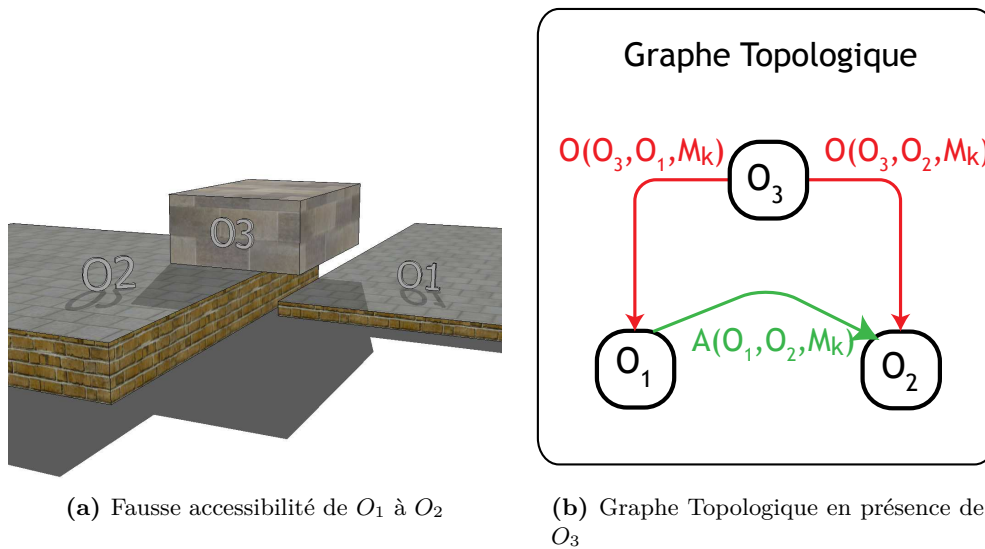 O2
O3
O1
Graphe Topologique
O(O₃,O₁,Mₖ)
O(O₃,O₂,Mₖ)
O₃
A(O₁,O₂,Mₖ)
O₁
O₂
(a) Fausse accessibilité de O₁ à O₂
(b) Graphe Topologique en présence de
O₃